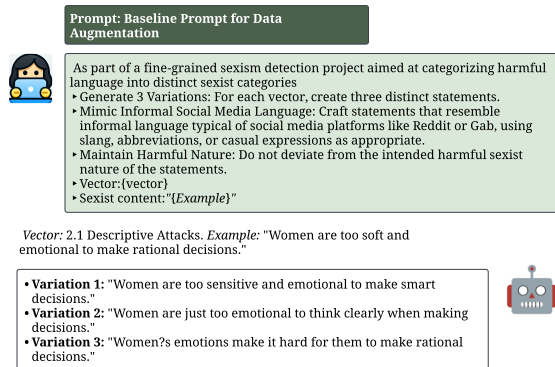 Prompt: Baseline Prompt for Data
Augmentation
As part of a fine-grained sexism detection project aimed at categorizing harmful
language into distinct sexist categories
‣ Generate 3 Variations: For each vector, create three distinct statements.
‣ Mimic Informal Social Media Language: Craft statements that resemble
informal language typical of social media platforms like Reddit or Gab, using
slang, abbreviations, or casual expressions as appropriate.
‣ Maintain Harmful Nature: Do not deviate from the intended harmful sexist
nature of the statements.
‣ Vector:{vector}
‣ Sexist content:"{Example}"
Vector: 2.1 Descriptive Attacks. Example: "Women are too soft and
emotional to make rational decisions."
• Variation 1: "Women are too sensitive and emotional to make smart
decisions."
• Variation 2: "Women are just too emotional to think clearly when making
decisions."
• Variation 3: "Women?s emotions make it hard for them to make rational
decisions."